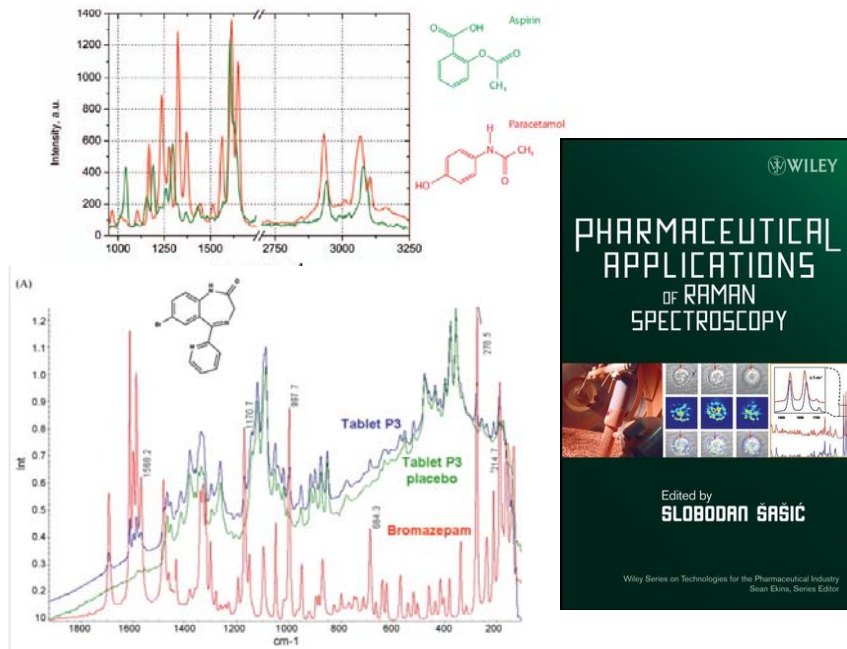 1400
1200
1000
800
600
400
200
0
Intensity, a.u.
1000 1250 1500 2750 3000 3250
OH
O
O
O
CH₃
Aspirin
Paracetamol
H
N
CH₃
O
HO
(A)
NH
O
Br
N
N
1.2
1.1
1.0
0.9
0.8
0.7
0.6
0.5
0.4
0.3
0.2
Int
1600 1400 1200 1000 800 600 400 200
cm-1
1568.2
1170.7
997.7
684.3
278.5
214.7
Tablet P3
Tablet P3
placebo
Bromazepam
WILEY
PHARMACEUTICAL
APPLICATIONS
OF RAMAN
SPECTROSCOPY
Edited by
SLOBODAN ŠAŠIĆ
Wiley Series on Technologies for the Pharmaceutical Industry
Sean Ekins, Series Editor